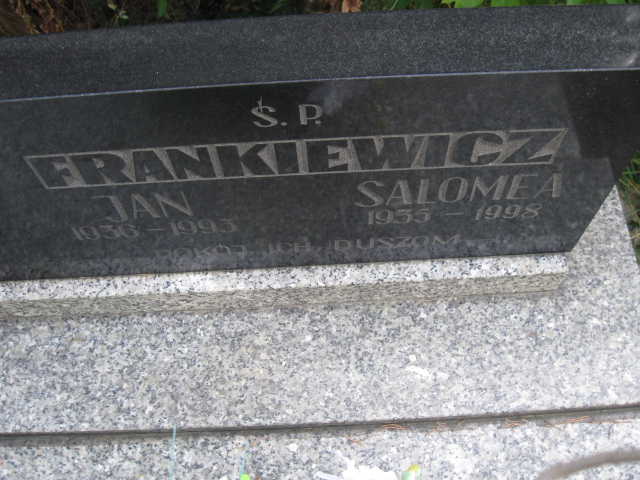 Ś. P.
FRANKIEWICZ
JAN SALOMEA
1936 - 1993 1935 - 1998
POKÓJ ICH DUSZOM